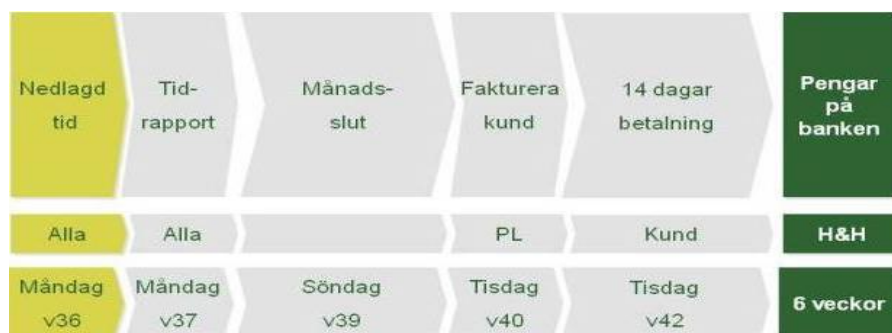 Nedlagd tid
Tid-rapport
Månads-slut
Fakturera kund
14 dagar betalning
Pengar på banken
Alla
Alla
PL
Kund
H&H
Måndag v36
Måndag v37
Söndag v39
Tisdag v40
Tisdag v42
6 veckor